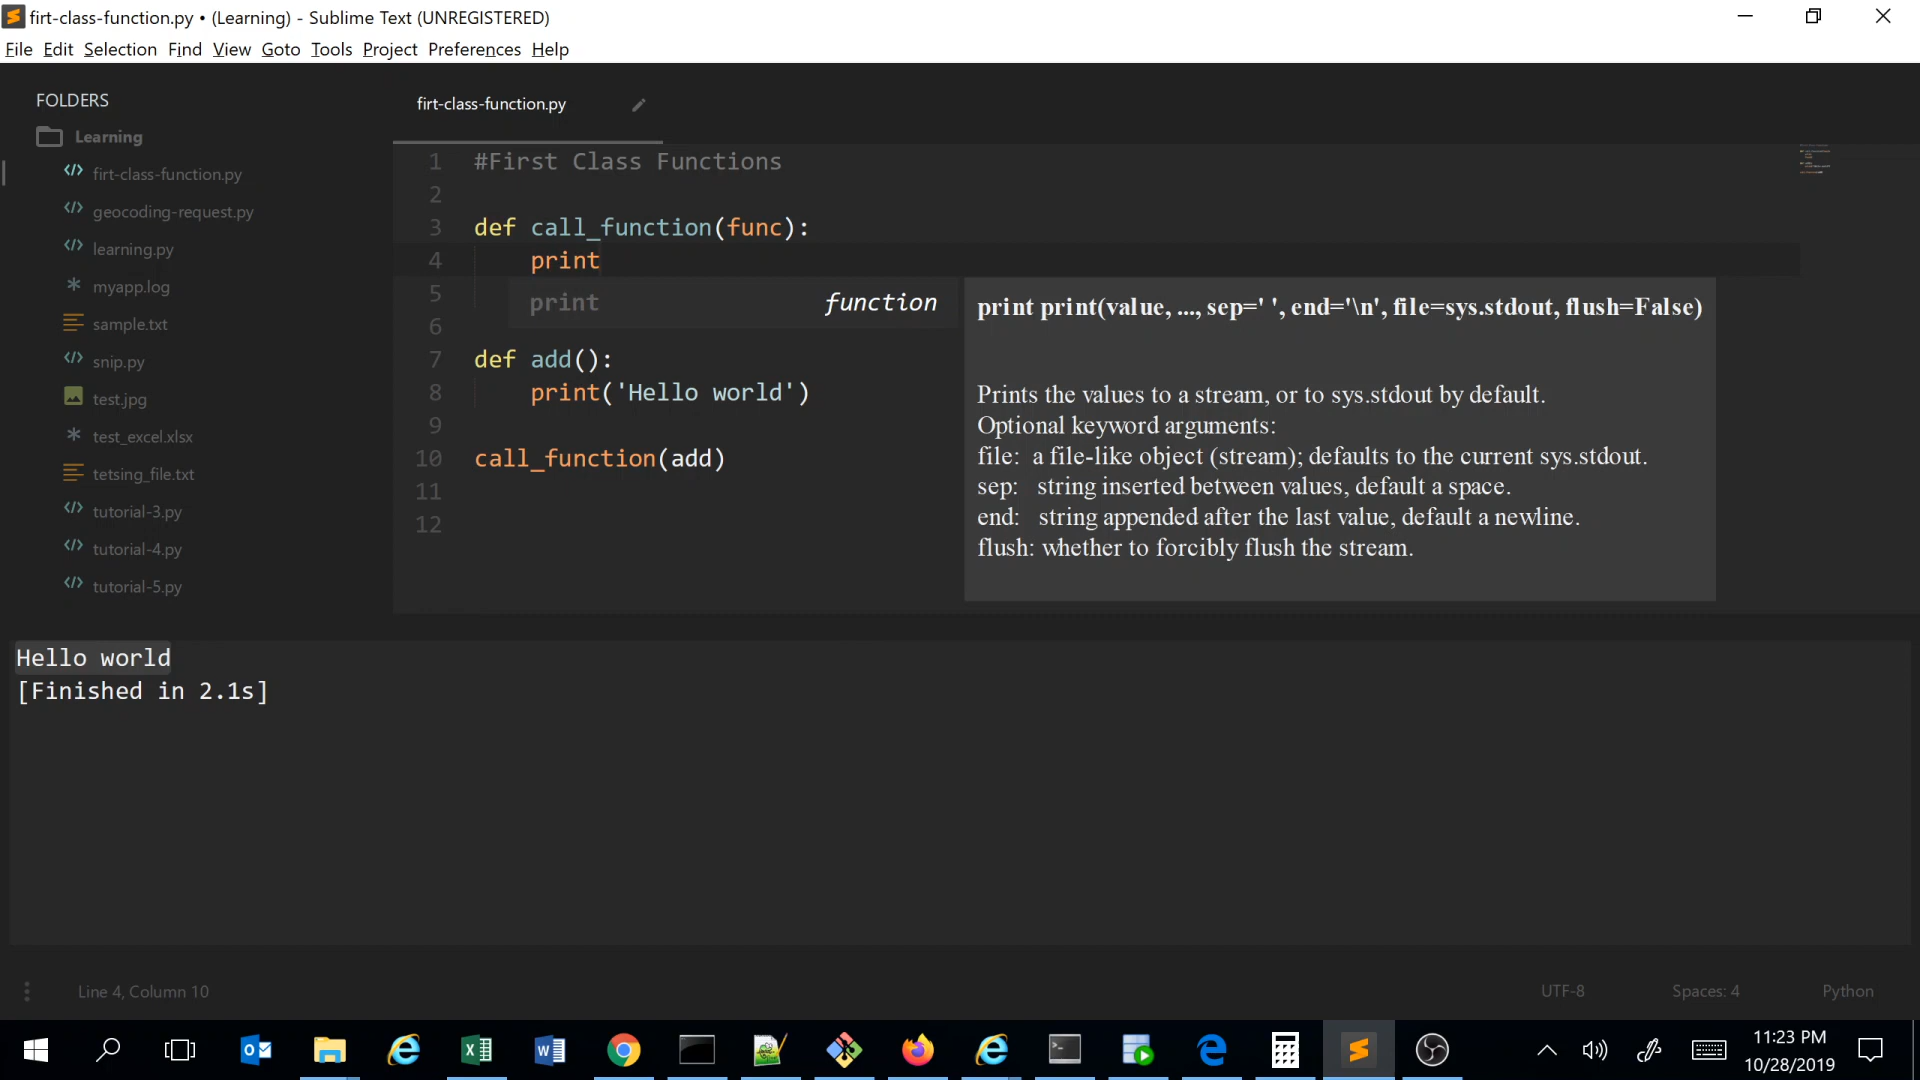 firt-class-function.py • (Learning) - Sublime Text (UNREGISTERED)
File Edit Selection Find View Goto Tools Project Preferences Help
FOLDERS
Learning
firt-class-function.py
geocoding-request.py
learning.py
myapp.log
sample.txt
snip.py
test.jpg
test_excel.xlsx
tetsing_file.txt
tutorial-3.py
tutorial-4.py
tutorial-5.py
firt-class-function.py
1 #First Class Functions
2
3 def call_function(func):
4 print
5
6
7 def add():
8 print('Hello world')
9
10 call_function(add)
11
12
print function
print print(value, ..., sep=' ', end='\n', file=sys.stdout, flush=False)
Prints the values to a stream, or to sys.stdout by default.
Optional keyword arguments:
file: a file-like object (stream); defaults to the current sys.stdout.
sep: string inserted between values, default a space.
end: string appended after the last value, default a newline.
flush: whether to forcibly flush the stream.
Hello world
[Finished in 2.1s]
Line 4, Column 10
UTF-8
Spaces: 4
Python
11:23 PM
10/28/2019